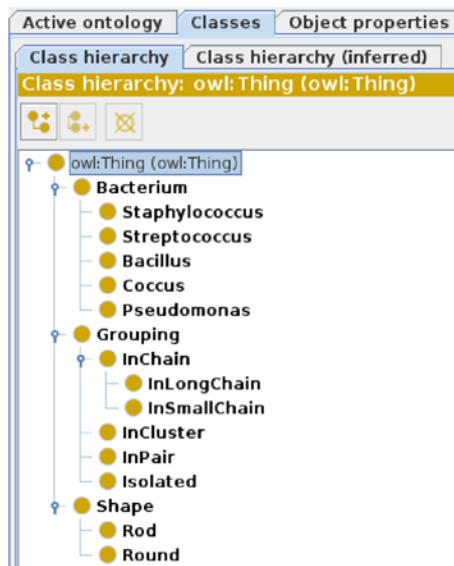 Active ontology Classes Object properties
Class hierarchy Class hierarchy (inferred)
Class hierarchy: owl:Thing (owl:Thing)
owl:Thing (owl:Thing)
Bacterium
Staphylococcus
Streptococcus
Bacillus
Coccus
Pseudomonas
Grouping
InChain
InLongChain
InSmallChain
InCluster
InPair
Isolated
Shape
Rod
Round